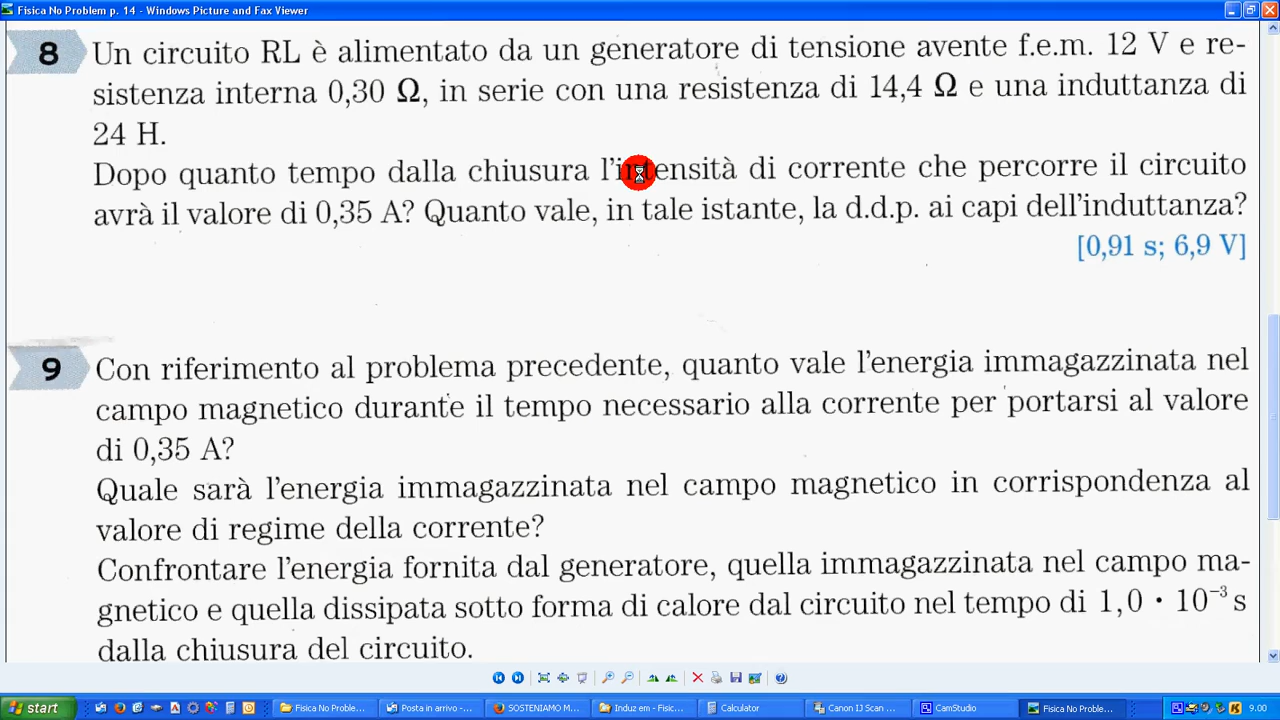 Fisica No Problem p. 14 - Windows Picture and Fax Viewer
8 Un circuito RL è alimentato da un generatore di tensione avente f.e.m. 12 V e re-
sistenza interna 0,30 Ω, in serie con una resistenza di 14,4 Ω e una induttanza di
24 H.
Dopo quanto tempo dalla chiusura l'intensità di corrente che percorre il circuito
avrà il valore di 0,35 A? Quanto vale, in tale istante, la d.d.p. ai capi dell'induttanza?
[0,91 s; 6,9 V]
9 Con riferimento al problema precedente, quanto vale l'energia immagazzinata nel
campo magnetico durante il tempo necessario alla corrente per portarsi al valore
di 0,35 A?
Quale sarà l'energia immagazzinata nel campo magnetico in corrispondenza al
valore di regime della corrente?
Confrontare l'energia fornita dal generatore, quella immagazzinata nel campo ma-
gnetico e quella dissipata sotto forma di calore dal circuito nel tempo di 1,0 · 10⁻³ s
dalla chiusura del circuito.
start Fisica No Proble... Posta in arrivo -... SOSTENIAMO M... Induz em - Fisic... Calculator Canon IJ Scan ... CamStudio Fisica No Proble... 9.00